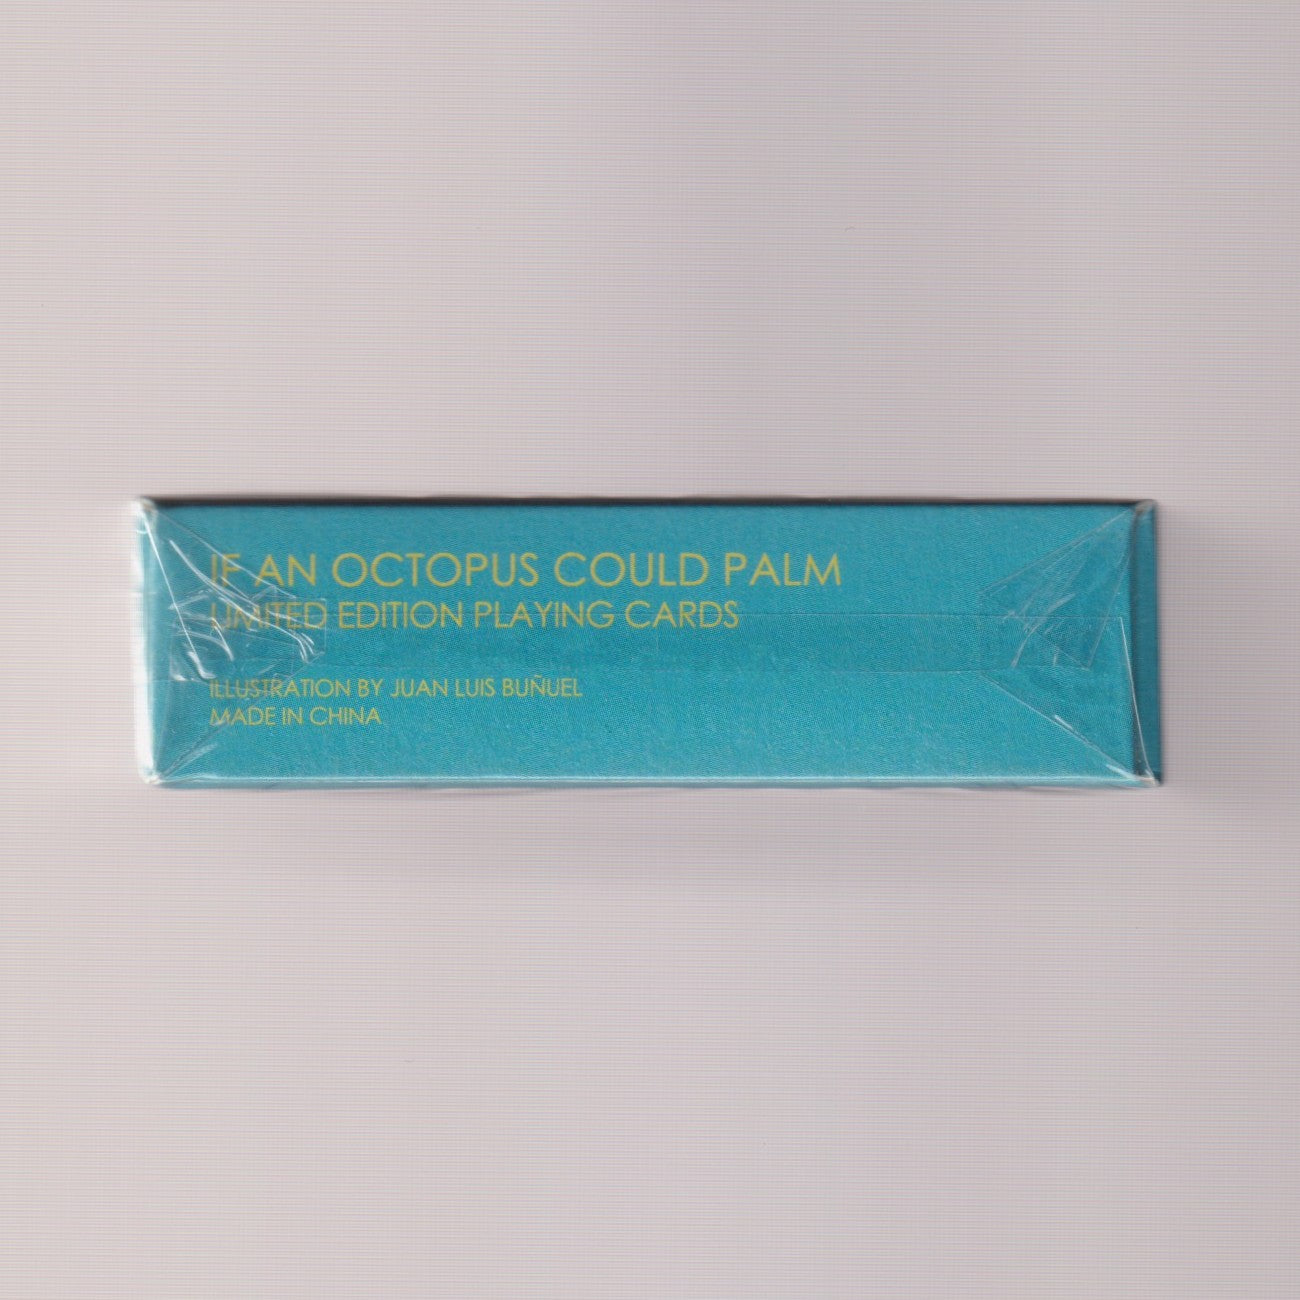 IF AN OCTOPUS COULD PALM
LIMITED EDITION PLAYING CARDS
ILLUSTRATION BY JUAN LUIS BUÑUEL
MADE IN CHINA